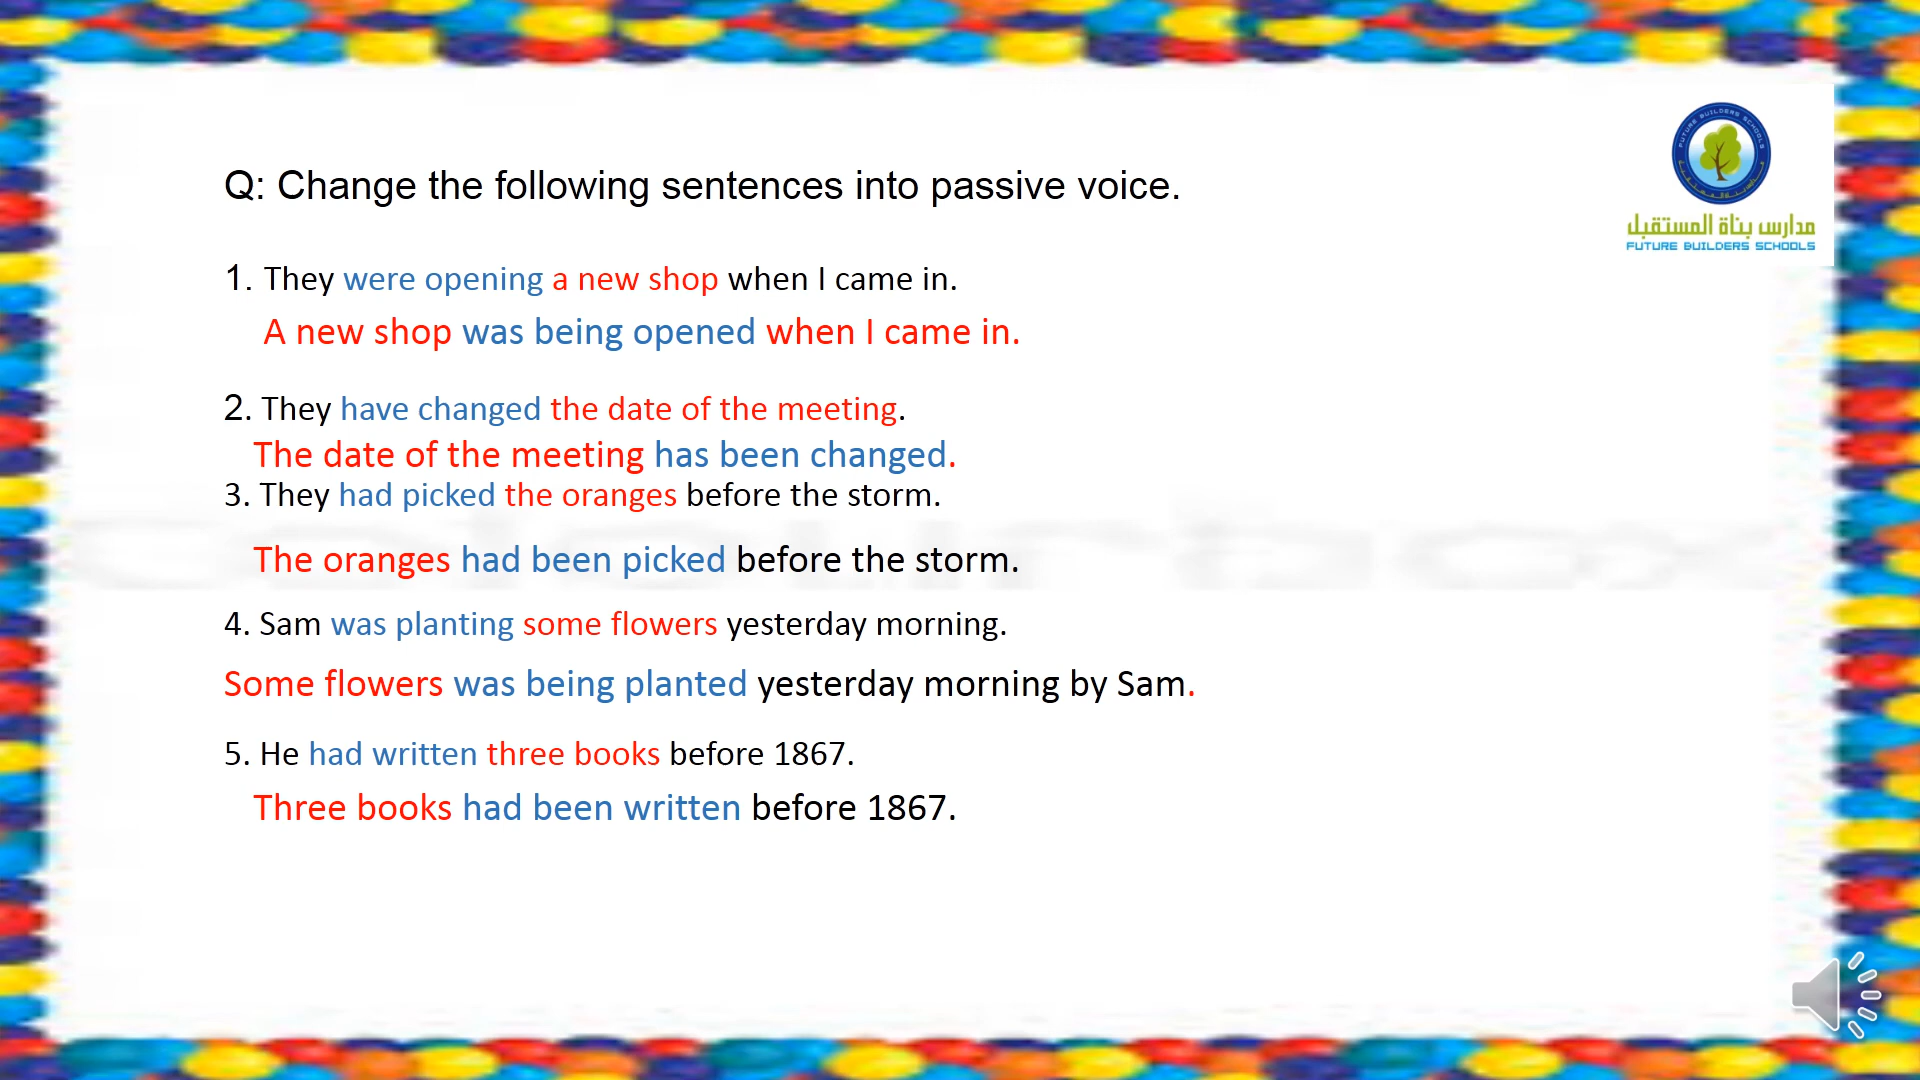 Q: Change the following sentences into passive voice.
FUTURE BUILDERS SCHOOLS
مدارس بناة المستقبل
FUTURE BUILDERS SCHOOLS
1. They were opening a new shop when I came in.
A new shop was being opened when I came in.
2. They have changed the date of the meeting.
The date of the meeting has been changed.
3. They had picked the oranges before the storm.
The oranges had been picked before the storm.
4. Sam was planting some flowers yesterday morning.
Some flowers was being planted yesterday morning by Sam.
5. He had written three books before 1867.
Three books had been written before 1867.